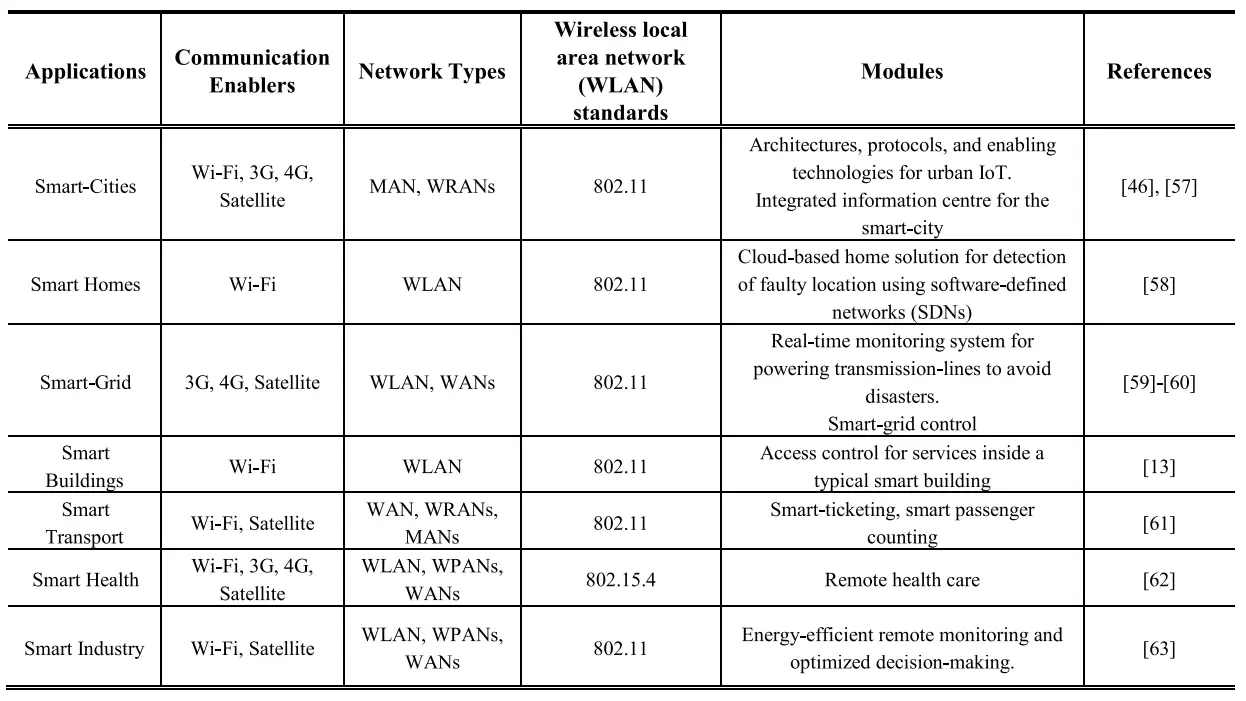 Applications
Communication
Enablers
Network Types
Wireless local
area network
(WLAN)
standards
Modules
References
Smart-Cities
Wi-Fi, 3G, 4G,
Satellite
MAN, WRANs
802.11
Architectures, protocols, and enabling
technologies for urban IoT.
Integrated information centre for the
smart-city
[46], [57]
Smart Homes
Wi-Fi
WLAN
802.11
Cloud-based home solution for detection
of faulty location using software-defined
networks (SDNs)
[58]
Smart-Grid
3G, 4G, Satellite
WLAN, WANs
802.11
Real-time monitoring system for
powering transmission-lines to avoid
disasters.
Smart-grid control
[59]-[60]
Smart
Buildings
Wi-Fi
WLAN
802.11
Access control for services inside a
typical smart building
[13]
Smart
Transport
Wi-Fi, Satellite
WAN, WRANs,
MANs
802.11
Smart-ticketing, smart passenger
counting
[61]
Smart Health
Wi-Fi, 3G, 4G,
Satellite
WLAN, WPANs,
WANs
802.15.4
Remote health care
[62]
Smart Industry
Wi-Fi, Satellite
WLAN, WPANs,
WANs
802.11
Energy-efficient remote monitoring and
optimized decision-making.
[63]